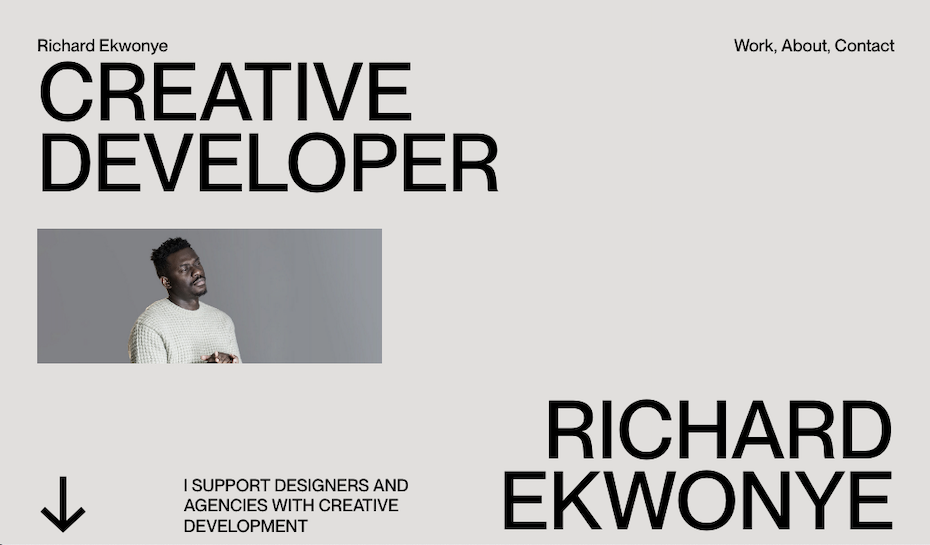 Richard Ekwonye
Work, About, Contact
CREATIVE
DEVELOPER
RICHARD
EKWONYE
I SUPPORT DESIGNERS AND
AGENCIES WITH CREATIVE
DEVELOPMENT